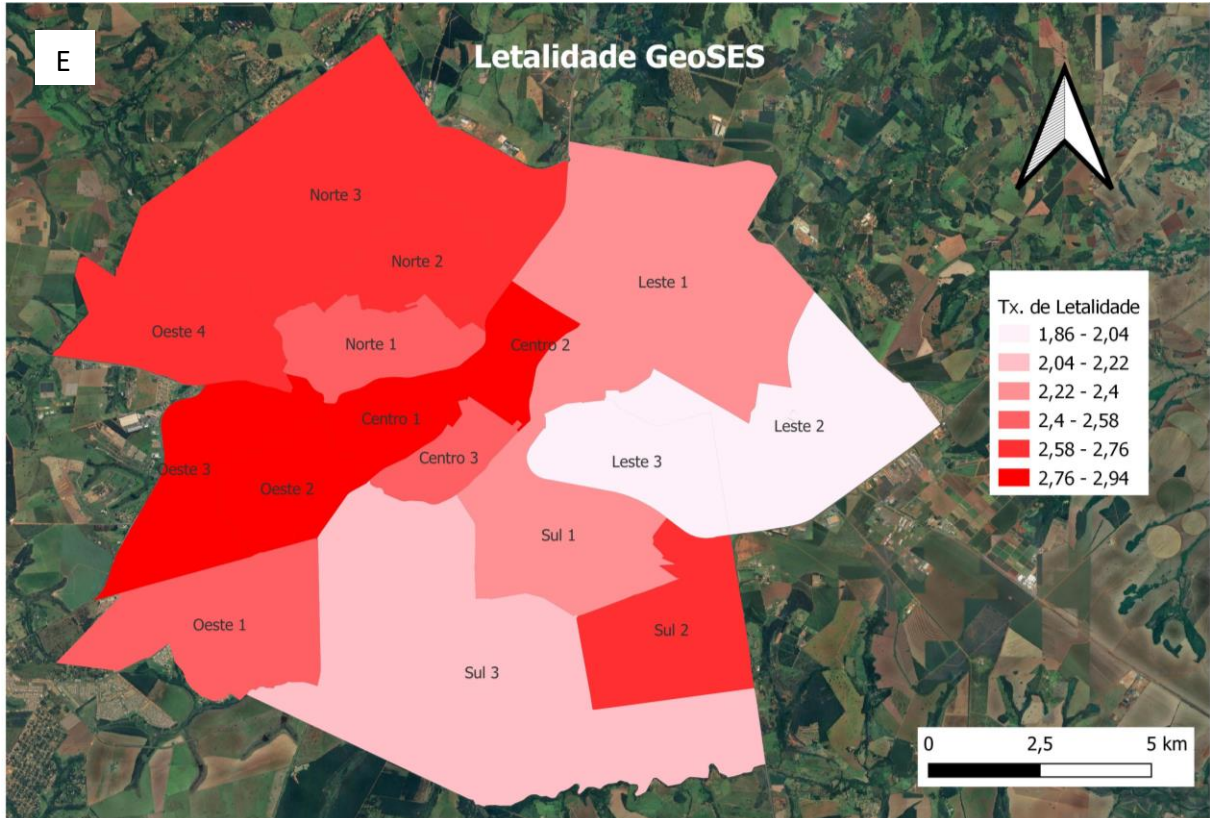 E
Letalidade GeoSES
Norte 3
Norte 2
Leste 1
Oeste 4
Norte 1
Centro 2
Tx. de Letalidade
1,86 - 2,04
2,04 - 2,22
2,22 - 2,4
2,4 - 2,58
2,58 - 2,76
2,76 - 2,94
Centro 1
Leste 2
Oeste 3
Centro 3
Leste 3
Oeste 2
Sul 1
Oeste 1
Sul 2
Sul 3
0 2,5 5 km